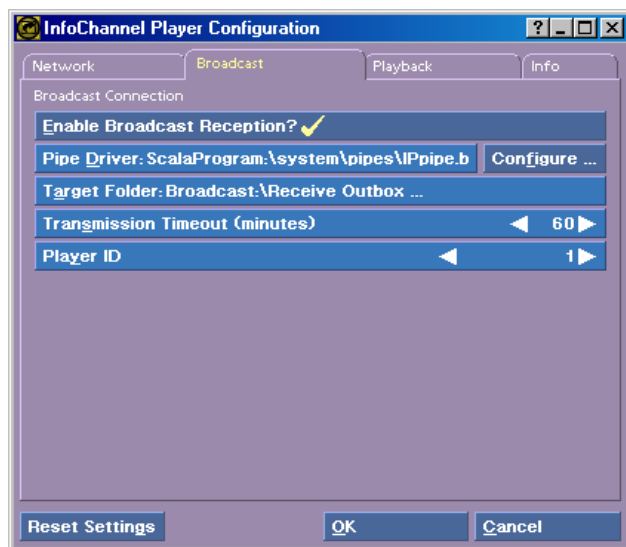 InfoChannel Player Configuration
Network Broadcast Playback Info
Broadcast Connection
Enable Broadcast Reception?
Pipe Driver: ScalaProgram:\system\pipes\IPpipe.b Configure ...
Target Folder: Broadcast:\Receive Outbox ...
Transmission Timeout (minutes) 60
Player ID 1
Reset Settings OK Cancel